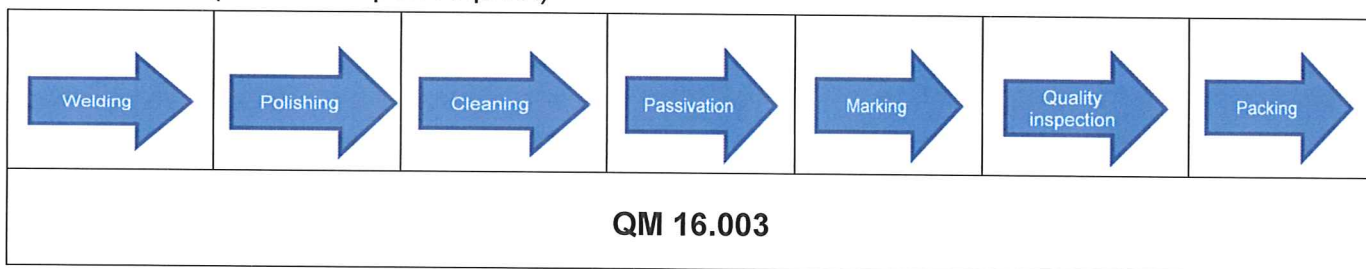 Welding
Polishing
Cleaning
Passivation
Marking
Quality
inspection
Packing
QM 16.003